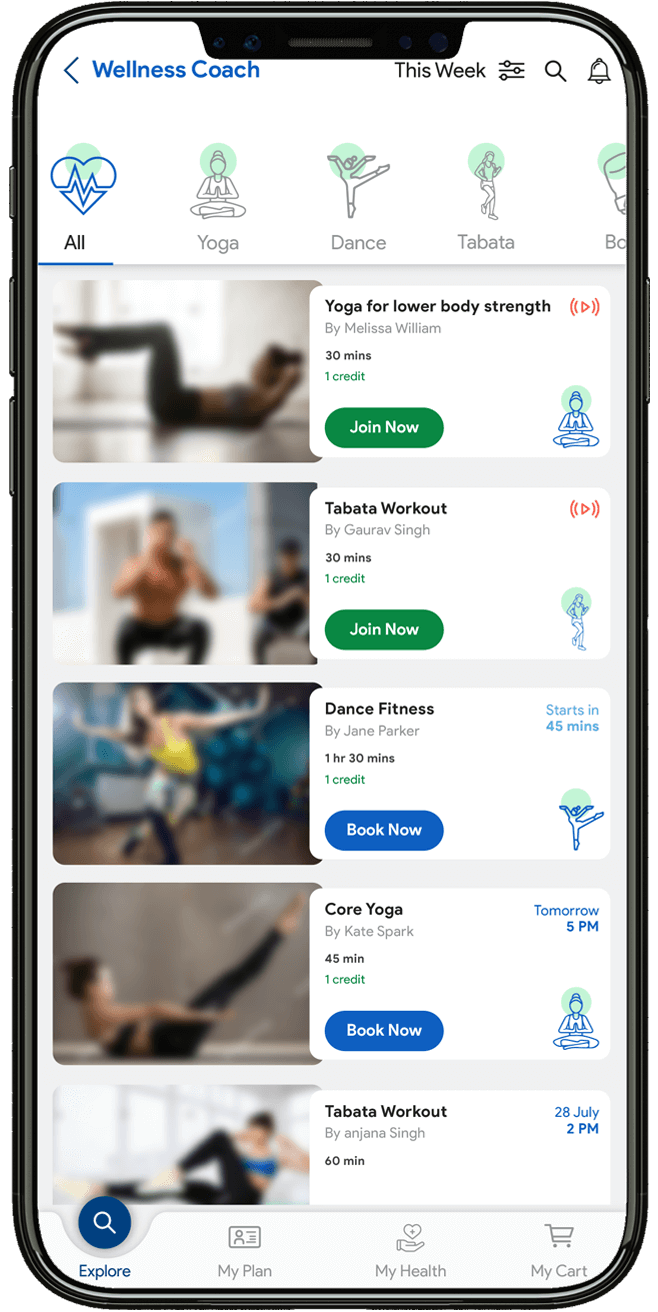 Wellness Coach
This Week
All
Yoga
Dance
Tabata
Bo
Yoga for lower body strength
By Melissa William
30 mins
1 credit
Join Now
Tabata Workout
By Gaurav Singh
30 mins
1 credit
Join Now
Dance Fitness
By Jane Parker
1 hr 30 mins
1 credit
Starts in
45 mins
Book Now
Core Yoga
By Kate Spark
45 min
1 credit
Tomorrow
5 PM
Book Now
Tabata Workout
By anjana Singh
60 min
28 July
2 PM
Explore
My Plan
My Health
My Cart